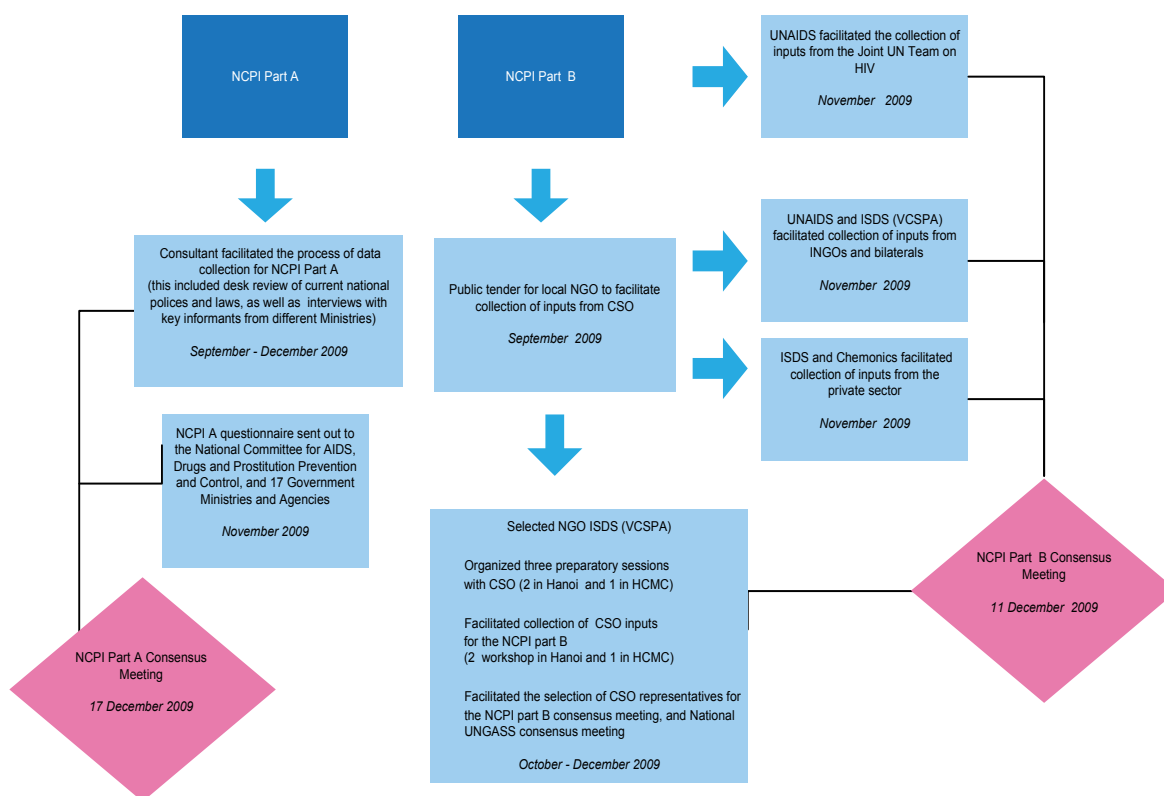 NCPI Part A
Consultant facilitated the process of data
collection for NCPI Part A
(this included desk review of current national
polices and laws, as well as interviews with
key informants from different Ministries)
September - December 2009
NCPI A questionnaire sent out to
the National Committee for AIDS,
Drugs and Prostitution Prevention
and Control, and 17 Government
Ministries and Agencies
November 2009
NCPI Part A Consensus
Meeting
17 December 2009
NCPI Part B
Public tender for local NGO to facilitate
collection of inputs from CSO
September 2009
Selected NGO ISDS (VCSPA)
Organized three preparatory sessions
with CSO (2 in Hanoi and 1 in HCMC)
Facilitated collection of CSO inputs
for the NCPI part B
(2 workshop in Hanoi and 1 in HCMC)
Facilitated the selection of CSO representatives for
the NCPI part B consensus meeting, and National
UNGASS consensus meeting
October - December 2009
UNAIDS facilitated the collection of
inputs from the Joint UN Team on
HIV
November 2009
UNAIDS and ISDS (VCSPA)
facilitated collection of inputs from
INGOs and bilaterals
November 2009
ISDS and Chemonics facilitated
collection of inputs from the
private sector
November 2009
NCPI Part B Consensus
Meeting
11 December 2009